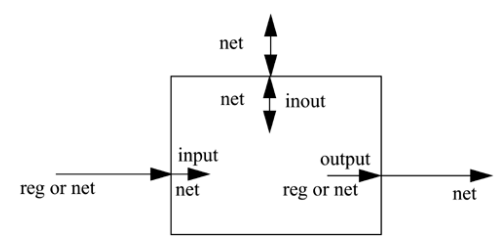 net
net inout
input output
reg or net net reg or net net